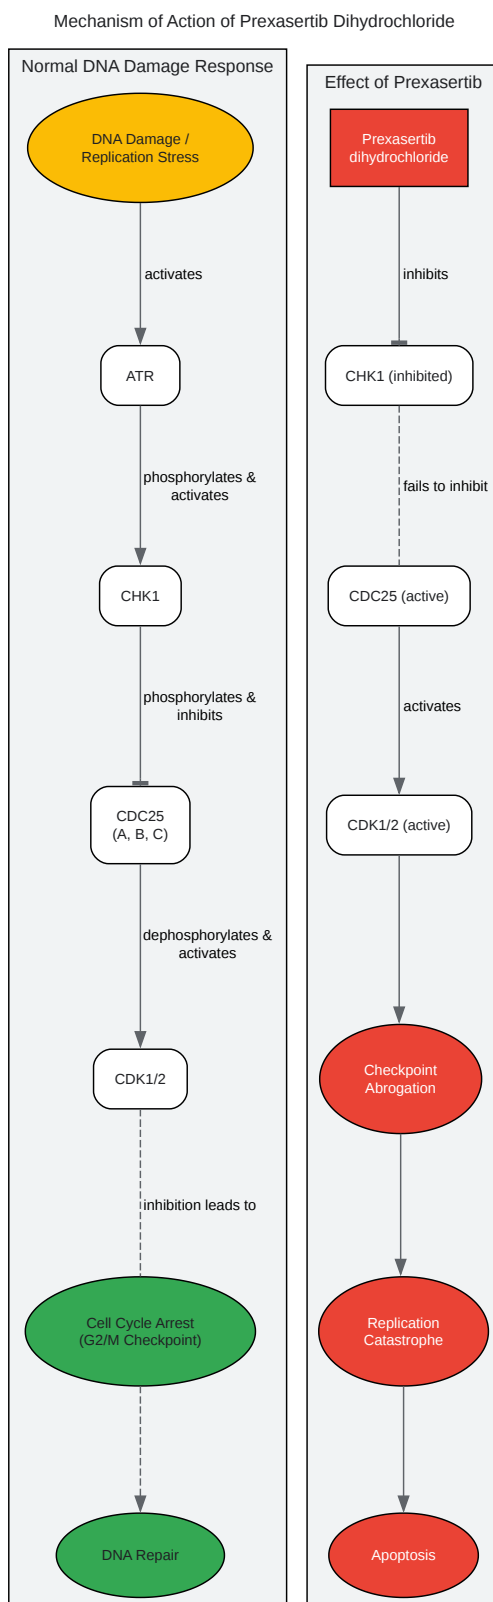 Mechanism of Action of Prexasertib Dihydrochloride
Normal DNA Damage Response
DNA Damage /
Replication Stress
activates
ATR
phosphorylates &
activates
CHK1
phosphorylates &
inhibits
CDC25
(A, B, C)
dephosphorylates &
activates
CDK1/2
inhibition leads to
Cell Cycle Arrest
(G2/M Checkpoint)
DNA Repair
Effect of Prexasertib
Prexasertib
dihydrochloride
inhibits
CHK1 (inhibited)
fails to inhibit
CDC25 (active)
activates
CDK1/2 (active)
Checkpoint
Abrogation
Replication
Catastrophe
Apoptosis